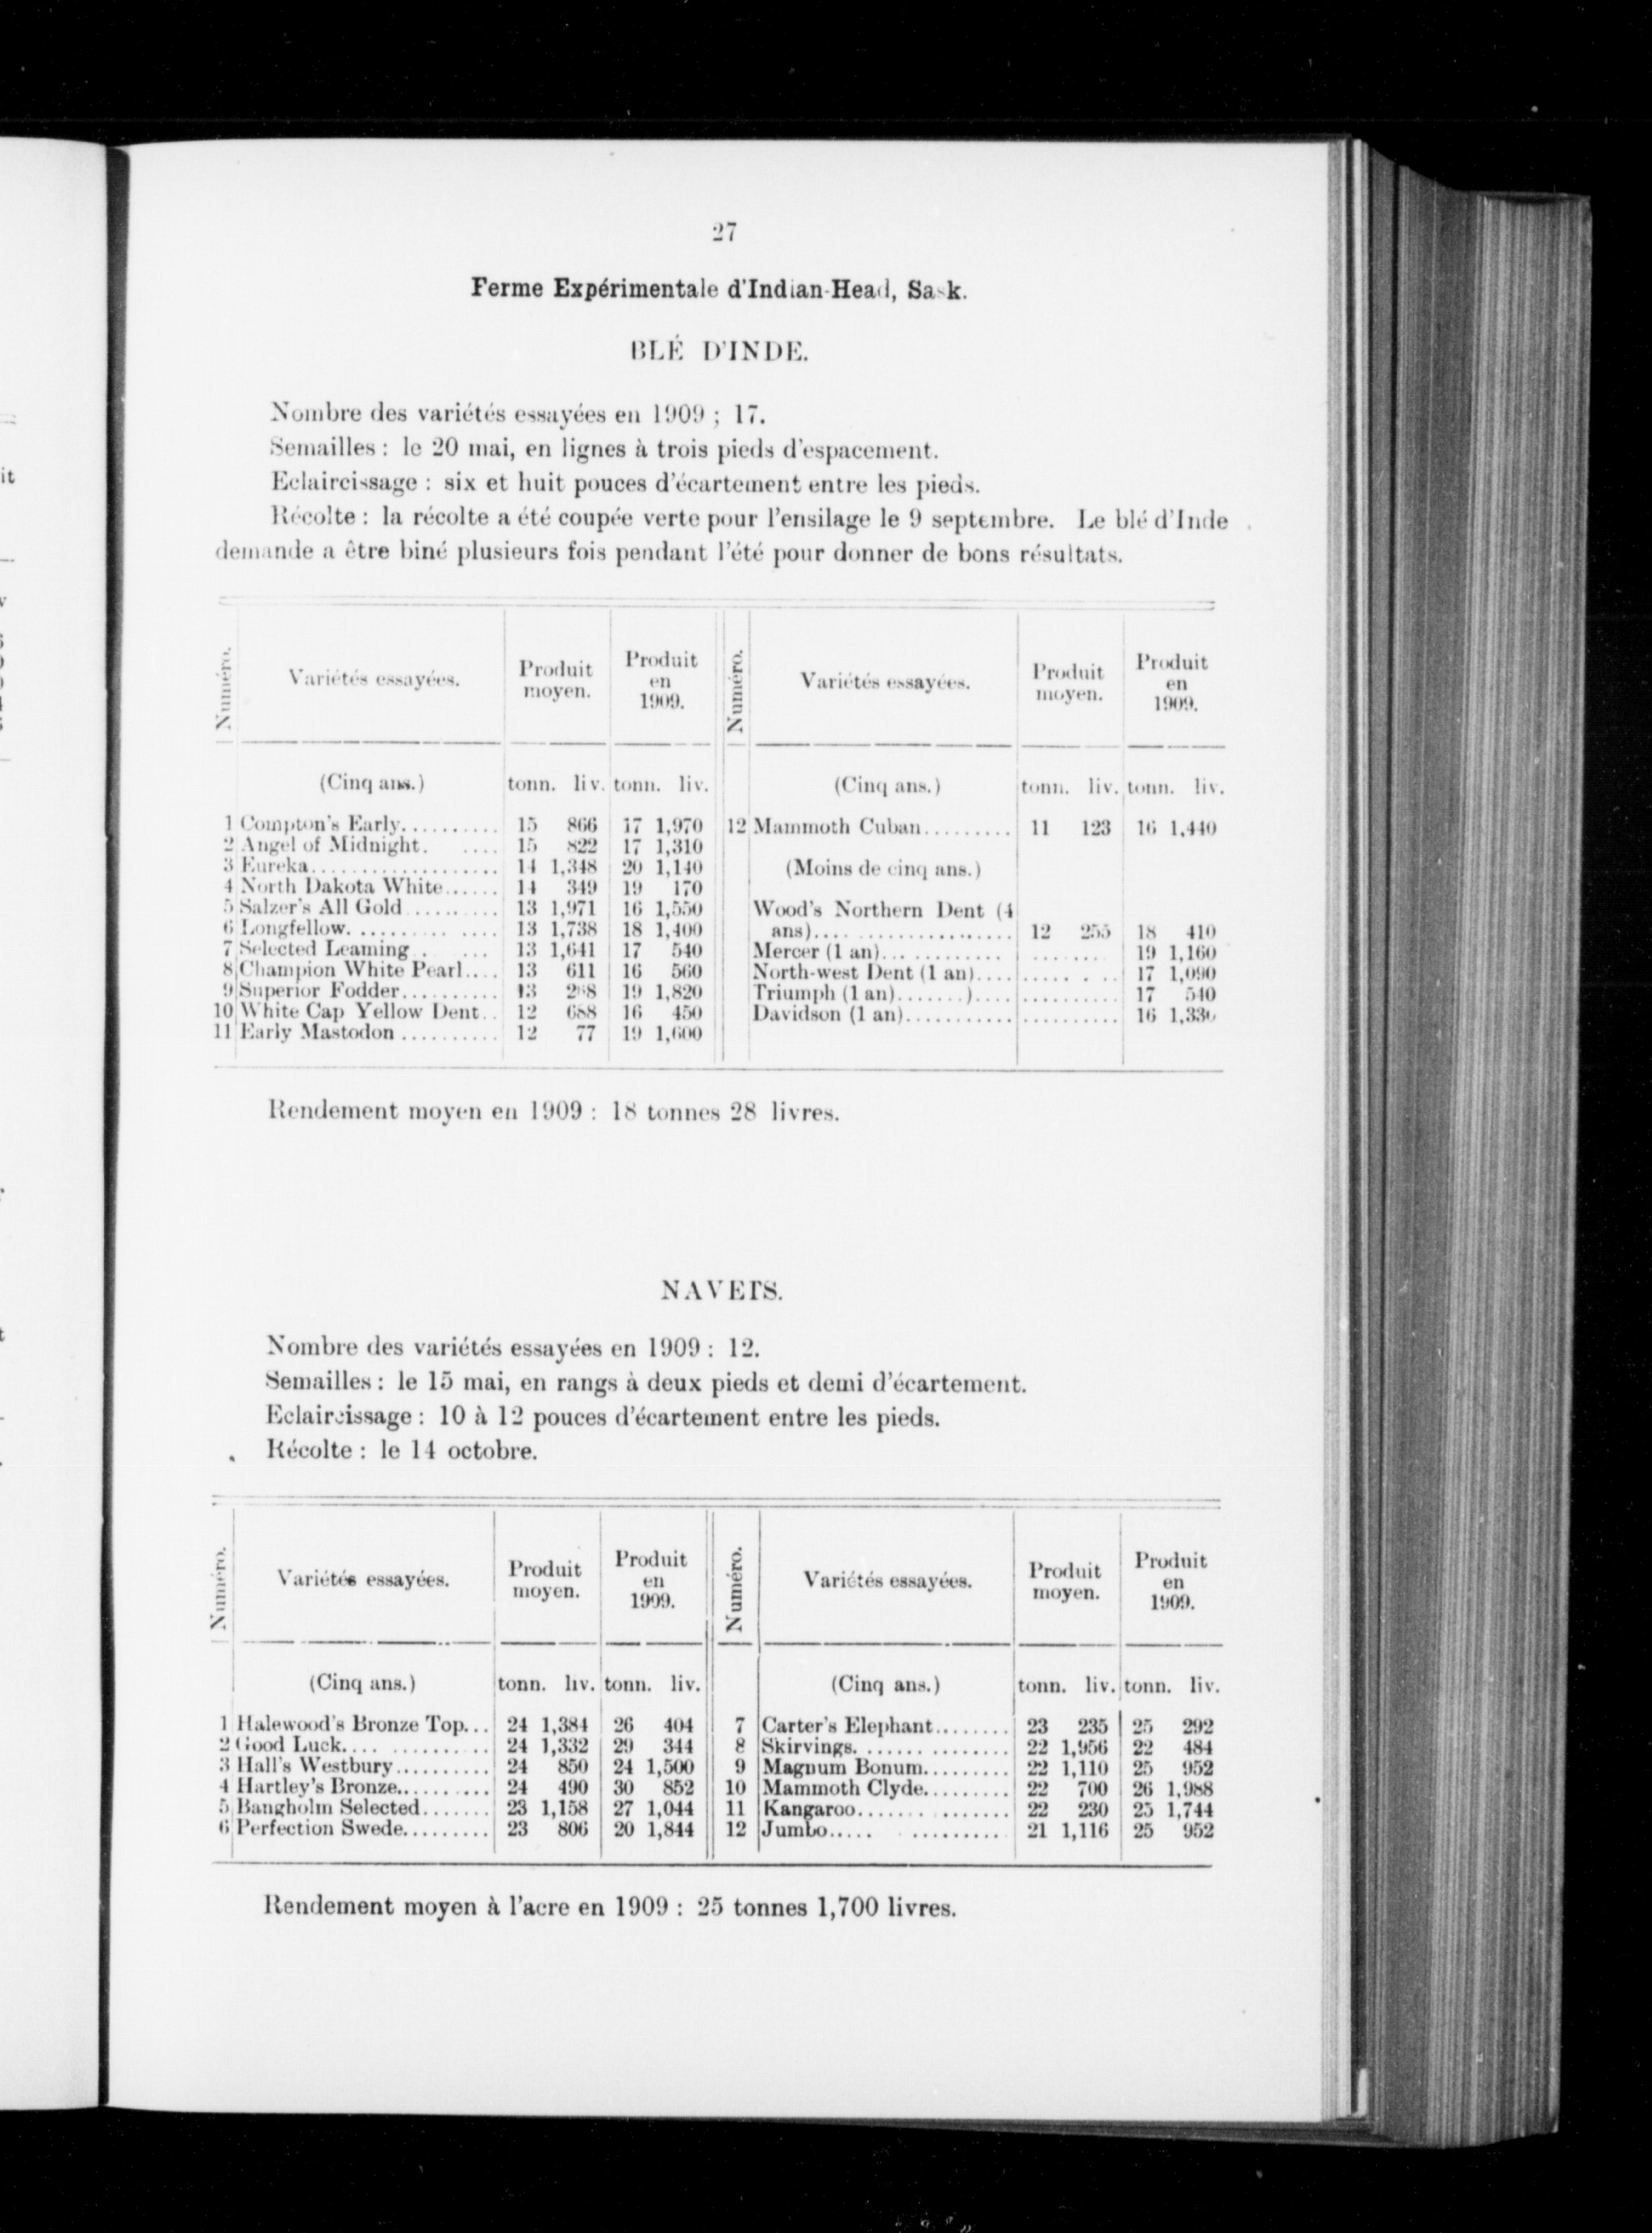 27
Ferme Expérimentale d'Indian-Head, Sask.
BLÉ D'INDE.
Nombre des variétés essayées en 1909 ; 17.
Semailles : le 20 mai, en lignes à trois pieds d'espacement.
Eclaircissage : six et huit pouces d'écartement entre les pieds.
Récolte : la récolte a été coupée verte pour l'ensilage le 9 septembre. Le blé d'Inde
demande a être biné plusieurs fois pendant l'été pour donner de bons résultats.
Numéro. Variétés essayées. Produit moyen. Produit en 1909. Numéro. Variétés essayées. Produit moyen. Produit en 1909.
(Cinq ans.) tonn. liv. tonn. liv. (Cinq ans.) tonn. liv. tonn. liv.
1 Compton's Early.......... 15 866 17 1,970 12 Mammoth Cuban......... 11 123 16 1,440
2 Angel of Midnight. .... 15 822 17 1,310
3 Eureka................... 14 1,348 20 1,140 (Moins de cinq ans.)
4 North Dakota White...... 14 349 19 170
5 Salzer's All Gold ......... 13 1,971 16 1,550 Wood's Northern Dent (4
6 Longfellow............... 13 1,738 18 1,400 ans).................... 12 255 18 410
7 Selected Leaming . ... 13 1,641 17 540 Mercer (1 an)............ ....... 19 1,160
8 Champion White Pearl.... 13 611 16 560 North-west Dent (1 an).... ....... 17 1,090
9 Superior Fodder.......... 13 19 1,820 Triumph (1 an).......)... .......... 17 540
10 White Cap Yellow Dent.. 12 688 16 450 Davidson (1 an)........... .......... 16 1,330
11 Early Mastodon .......... 12 77 19 1,600
Rendement moyen en 1909 : 18 tonnes 28 livres.
NAVETS.
Nombre des variétés essayées en 1909 : 12.
Semailles : le 15 mai, en rangs à deux pieds et demi d'écartement.
Eclaircissage : 10 à 12 pouces d'écartement entre les pieds.
Récolte : le 14 octobre.
Numéro. Variétés essayées. Produit moyen. Produit en 1909. Numéro. Variétés essayées. Produit moyen. Produit en 1909.
(Cinq ans.) tonn. liv. tonn. liv. (Cinq ans.) tonn. liv. tonn. liv.
1 Halewood's Bronze Top... 24 1,384 26 404 7 Carter's Elephant........ 23 235 25 292
2 Good Luck.............. 24 1,332 29 344 8 Skirvings............... 22 1,956 22 484
3 Hall's Westbury.......... 24 850 24 1,500 9 Magnum Bonum......... 22 1,110 25 952
4 Hartley's Bronze.......... 24 490 30 852 10 Mammoth Clyde......... 22 700 26 1,988
5 Bangholm Selected....... 23 1,158 27 1,044 11 Kangaroo............... 22 230 25 1,744
6 Perfection Swede......... 23 806 20 1,844 12 Jumbo..... ......... 21 1,116 25 952
Rendement moyen à l'acre en 1909 : 25 tonnes 1,700 livres.